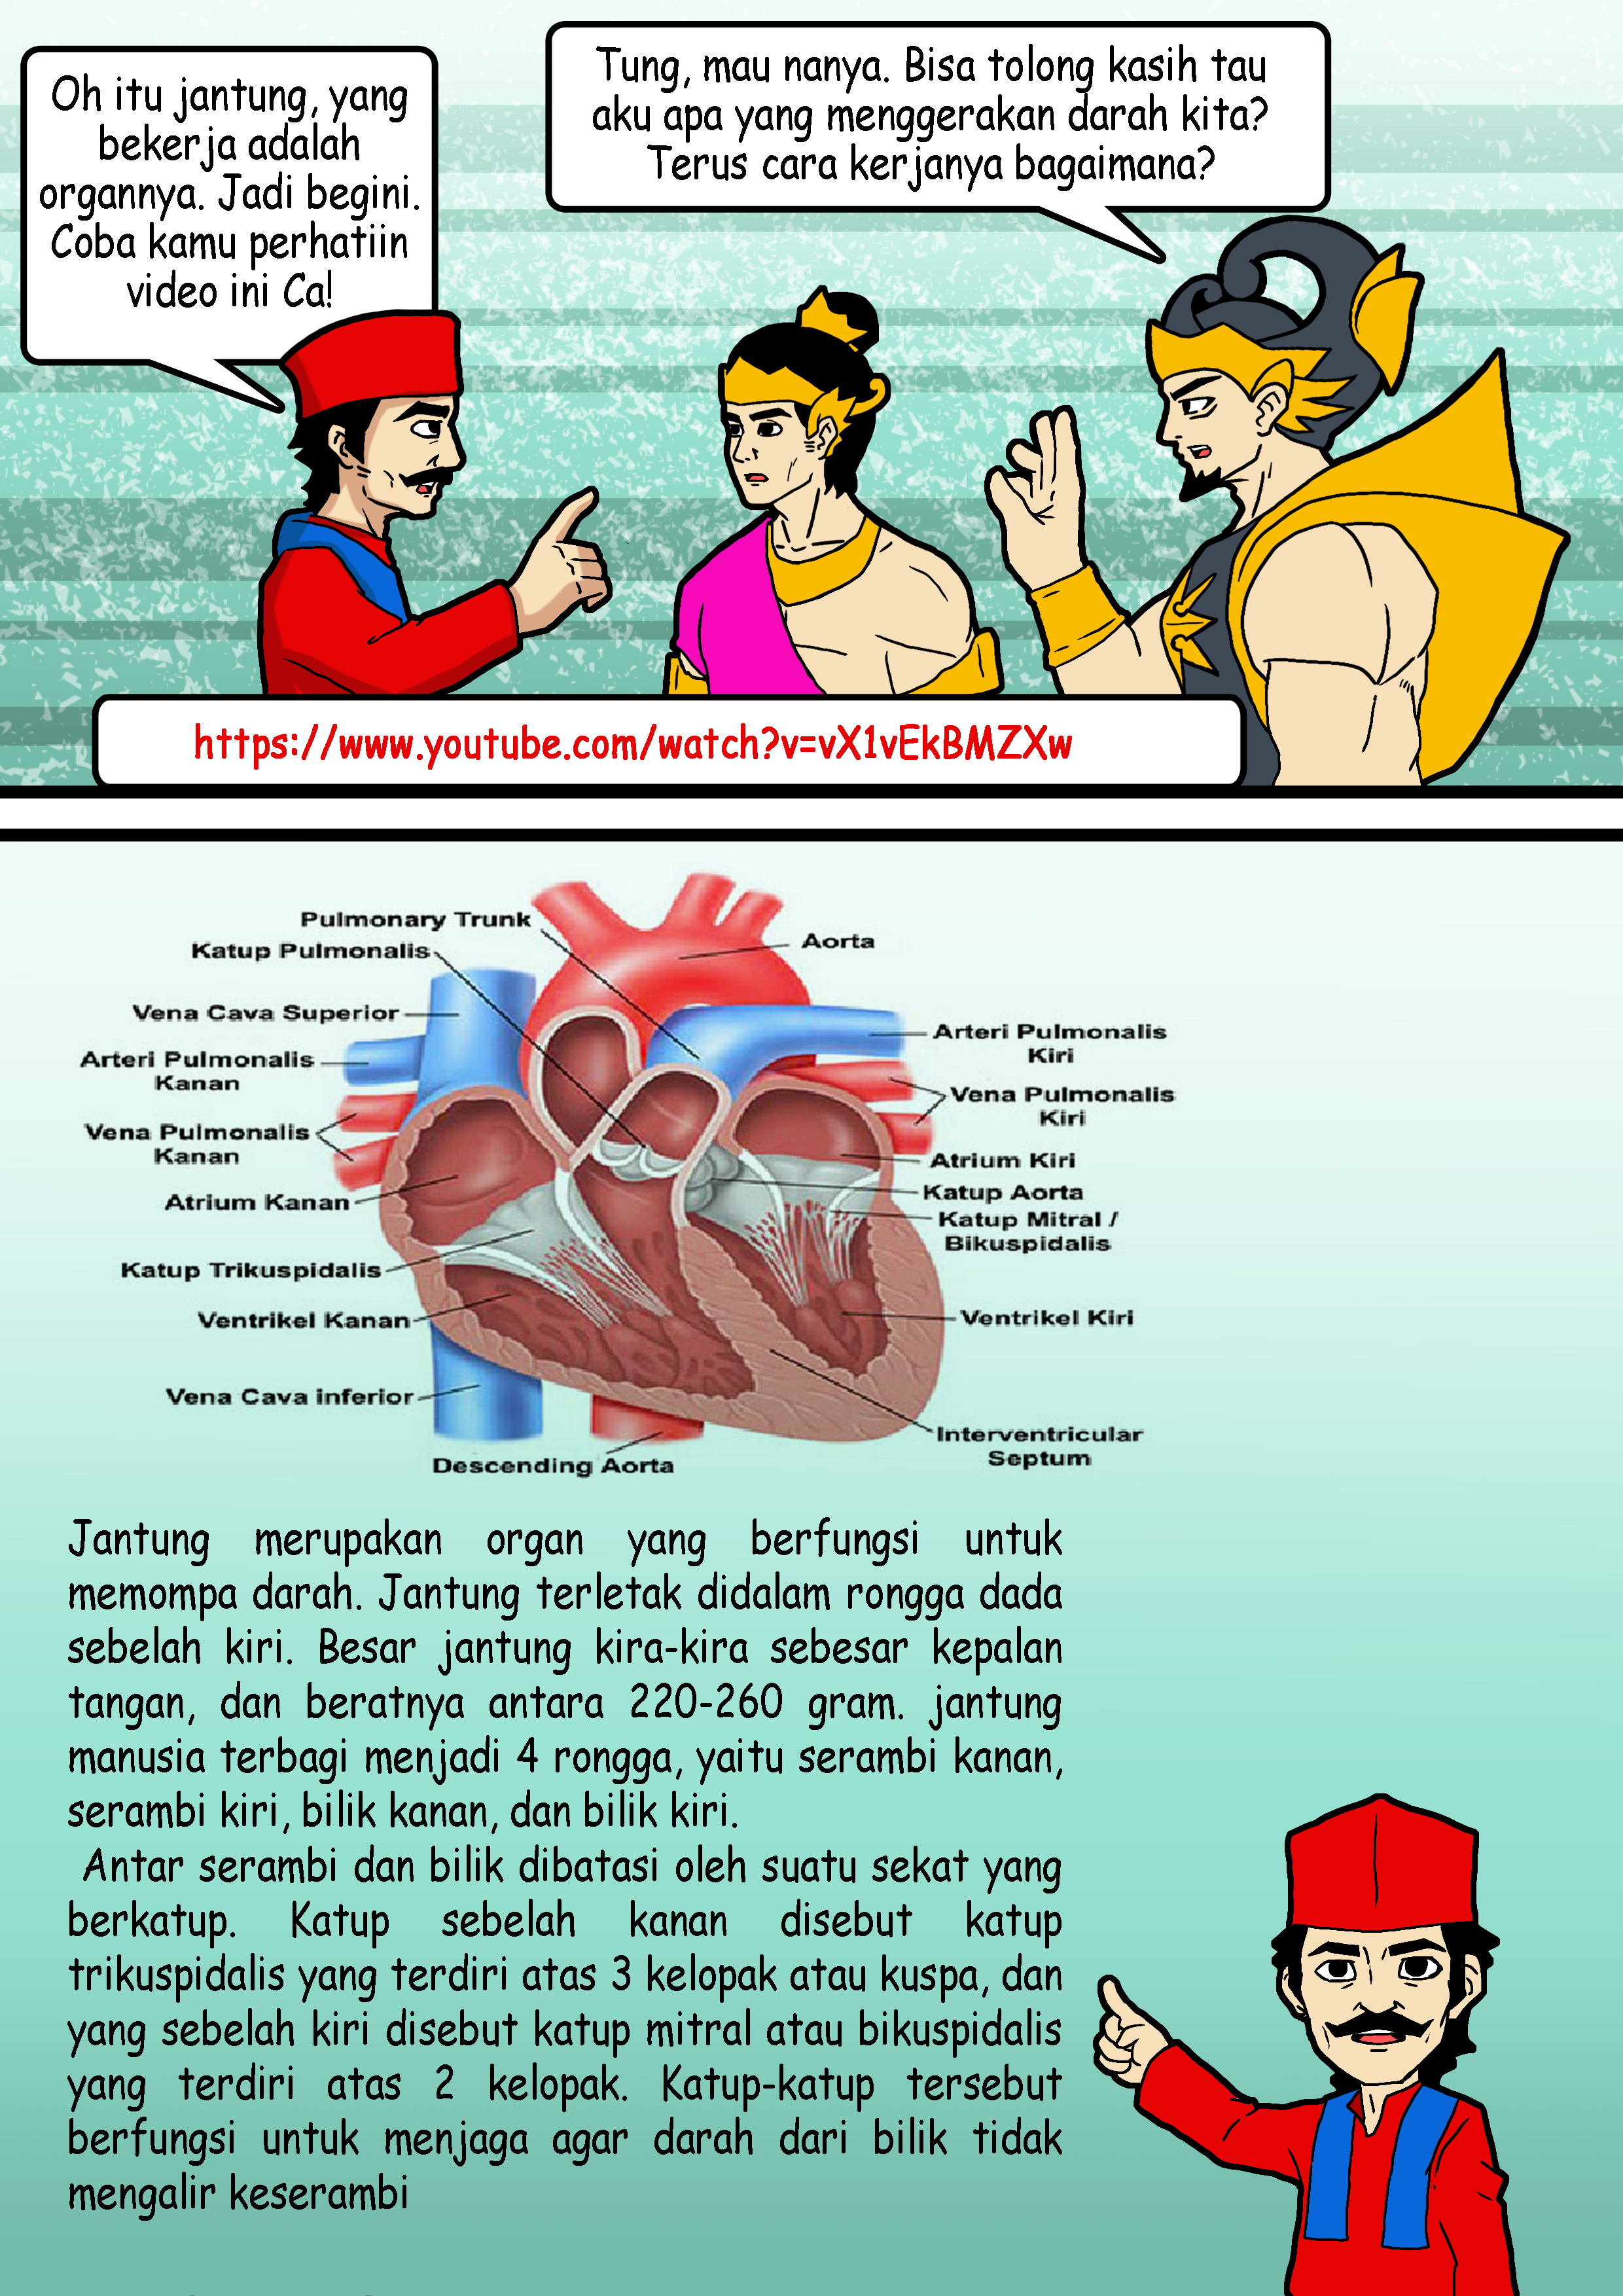 Tung, mau nanya. Bisa tolong kasih tau
aku apa yang menggerakan darah kita?
Terus cara kerjanya bagaimana?
Oh itu jantung, yang
bekerja adalah
organnya. Jadi begini.
Coba kamu perhatiin
video ini Ca!
https://www.youtube.com/watch?v=vX1vEkBMZXw
Pulmonary Trunk
Katup Pulmonalis
Vena Cava Superior
Arteri Pulmonalis
Kanan
Vena Pulmonalis
Kanan
Atrium Kanan
Katup Trikuspidalis
Ventrikel Kanan
Vena Cava inferior
Descending Aorta
Aorta
Arteri Pulmonalis
Kiri
Vena Pulmonalis
Kiri
Atrium Kiri
Katup Aorta
Katup Mitral /
Bikuspidalis
Ventrikel Kiri
Interventricular
Septum
Jantung merupakan organ yang berfungsi untuk
memompa darah. Jantung terletak didalam rongga dada
sebelah kiri. Besar jantung kira-kira sebesar kepalan
tangan, dan beratnya antara 220-260 gram. jantung
manusia terbagi menjadi 4 rongga, yaitu serambi kanan,
serambi kiri, bilik kanan, dan bilik kiri.
Antar serambi dan bilik dibatasi oleh suatu sekat yang
berkatup. Katup sebelah kanan disebut katup
trikuspidalis yang terdiri atas 3 kelopak atau kuspa, dan
yang sebelah kiri disebut katup mitral atau bikuspidalis
yang terdiri atas 2 kelopak. Katup-katup tersebut
berfungsi untuk menjaga agar darah dari bilik tidak
mengalir keserambi